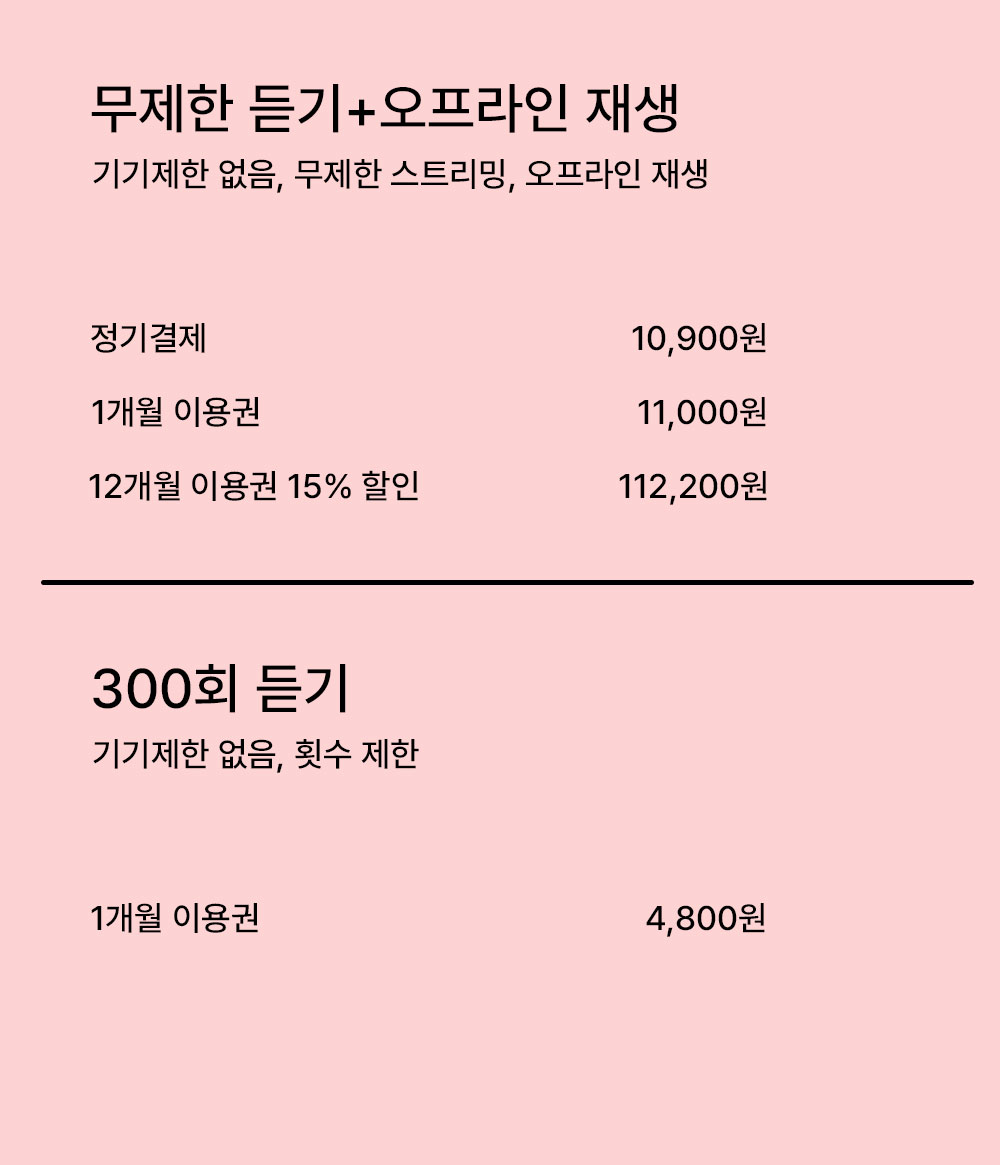 무제한 듣기+오프라인 재생
기기제한 없음, 무제한 스트리밍, 오프라인 재생
정기결제 10,900원
1개월 이용권 11,000원
12개월 이용권 15% 할인 112,200원
300회 듣기
기기제한 없음, 횟수 제한
1개월 이용권 4,800원